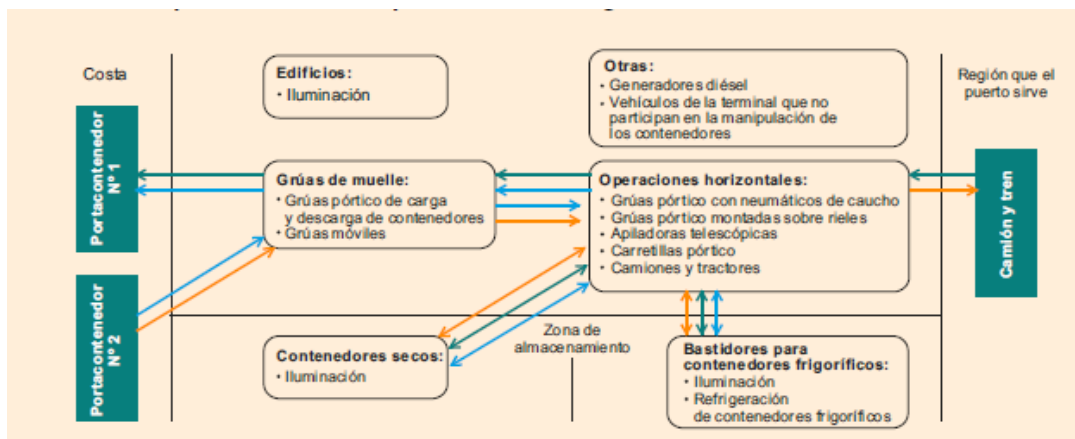 Costa
Portacontenedor
Nº 1
Portacontenedor
Nº 2
Edificios:
• Iluminación
Otras:
• Generadores diésel
• Vehículos de la terminal que no
participan en la manipulación de
los contenedores
Región que el
puerto sirve
Grúas de muelle:
• Grúas pórtico de carga
y descarga de contenedores
• Grúas móviles
Operaciones horizontales:
• Grúas pórtico con neumáticos de caucho
• Grúas pórtico montadas sobre rieles
• Apiladoras telescópicas
• Carretillas pórtico
• Camiones y tractores
Camión y tren
Contenedores secos:
• Iluminación
Zona de
almacenamiento
Bastidores para
contenedores frigoríficos:
• Iluminación
• Refrigeración
de contenedores frigoríficos